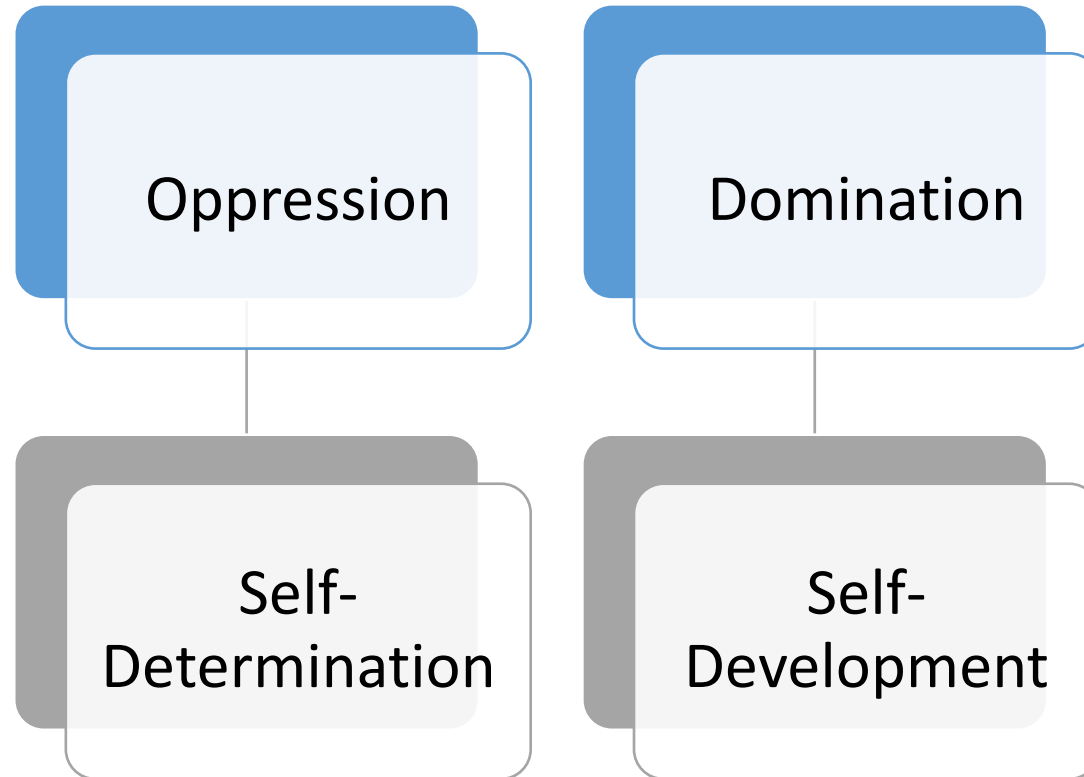 Oppression
Domination
Self-
Determination
Self-
Development